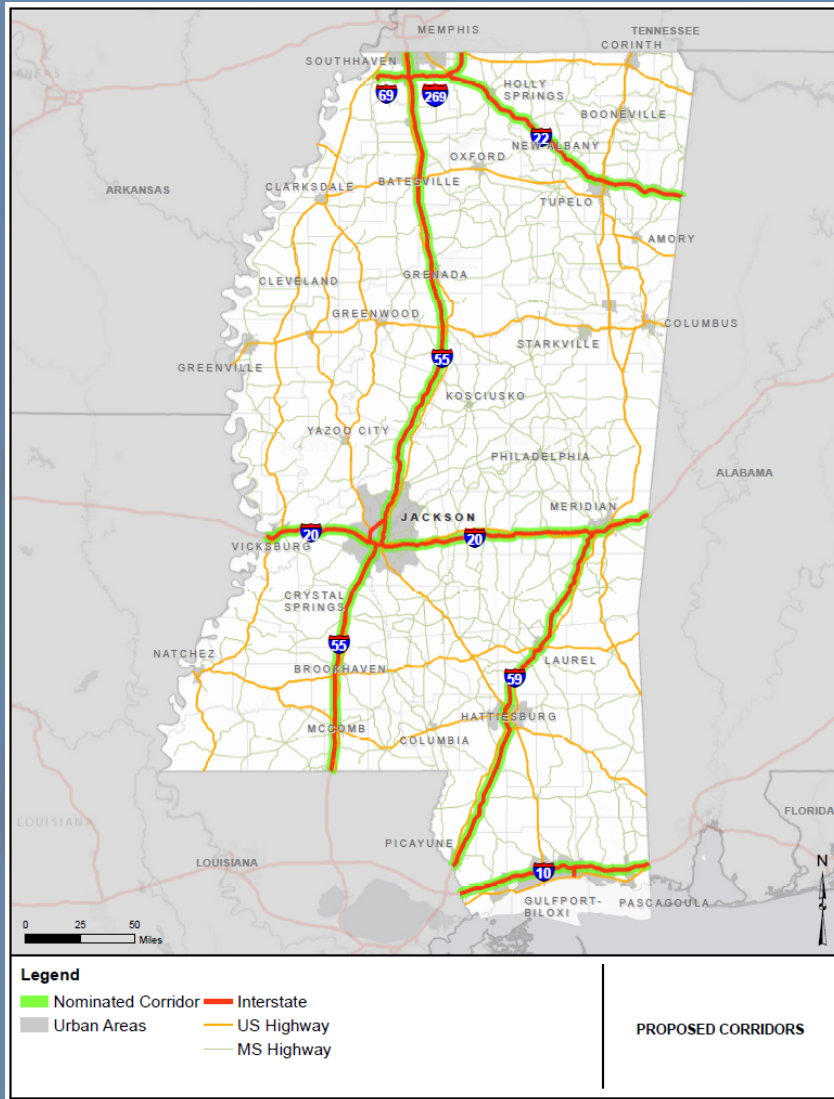 MEMPHIS
TENNESSEE
CORINTH
SOUTHAVEN
HOLLY
SPRINGS
69
269
BOONEVILLE
22
NEW ALBANY
OXFORD
ARKANSAS
CLARKSDALE
BATESVILLE
TUPELO
AMORY
GRENADA
CLEVELAND
GREENWOOD
COLUMBUS
STARKVILLE
55
GREENVILLE
KOSCIUSKO
YAZOO CITY
PHILADELPHIA
ALABAMA
MERIDIAN
JACKSON
20
20
VICKSBURG
CRYSTAL
SPRINGS
55
NATCHEZ
LAUREL
BROOKHAVEN
59
HATTIESBURG
MCCOMB
COLUMBIA
FLORIDA
LOUISIANA
PICAYUNE
LOUISIANA
10
N
GULFPORT-
BILOXI
PASCAGOULA
0 25 50
Miles
Legend
Nominated Corridor Interstate
Urban Areas US Highway
MS Highway
PROPOSED CORRIDORS